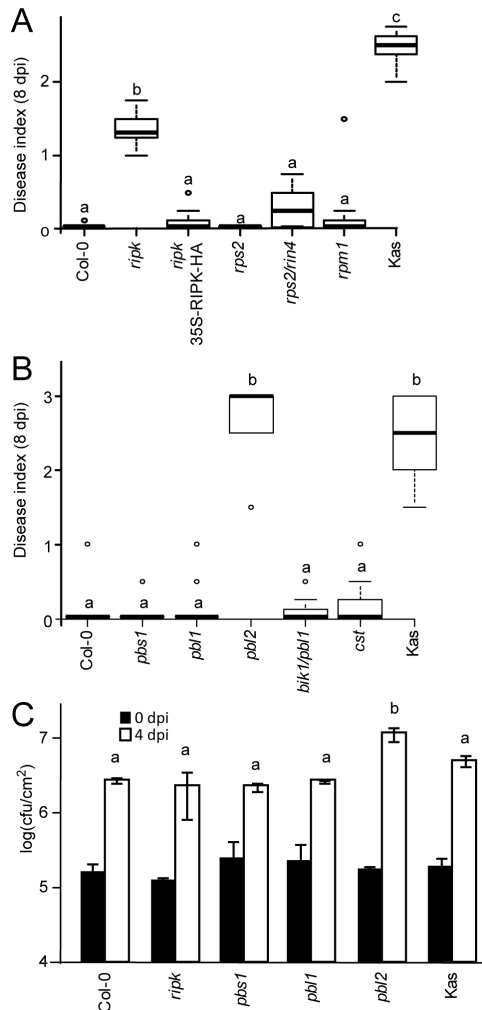 A
Disease index (8 dpi)
2
1
0
a
b
a
a
a
a
c
Col-0
ripk
ripk
35S-RIPK-HA
rps2
rps2/rin4
rpm1
Kas
B
Disease index (8 dpi)
3
2
1
0
a
a
a
b
a
a
b
Col-0
pbs1
pbl1
pbl2
bik1/pbl1
cst
Kas
C
0 dpi
4 dpi
log(cfu/cm²)
7
6
5
4
a
a
a
a
b
a
Col-0
ripk
pbs1
pbl1
pbl2
Kas